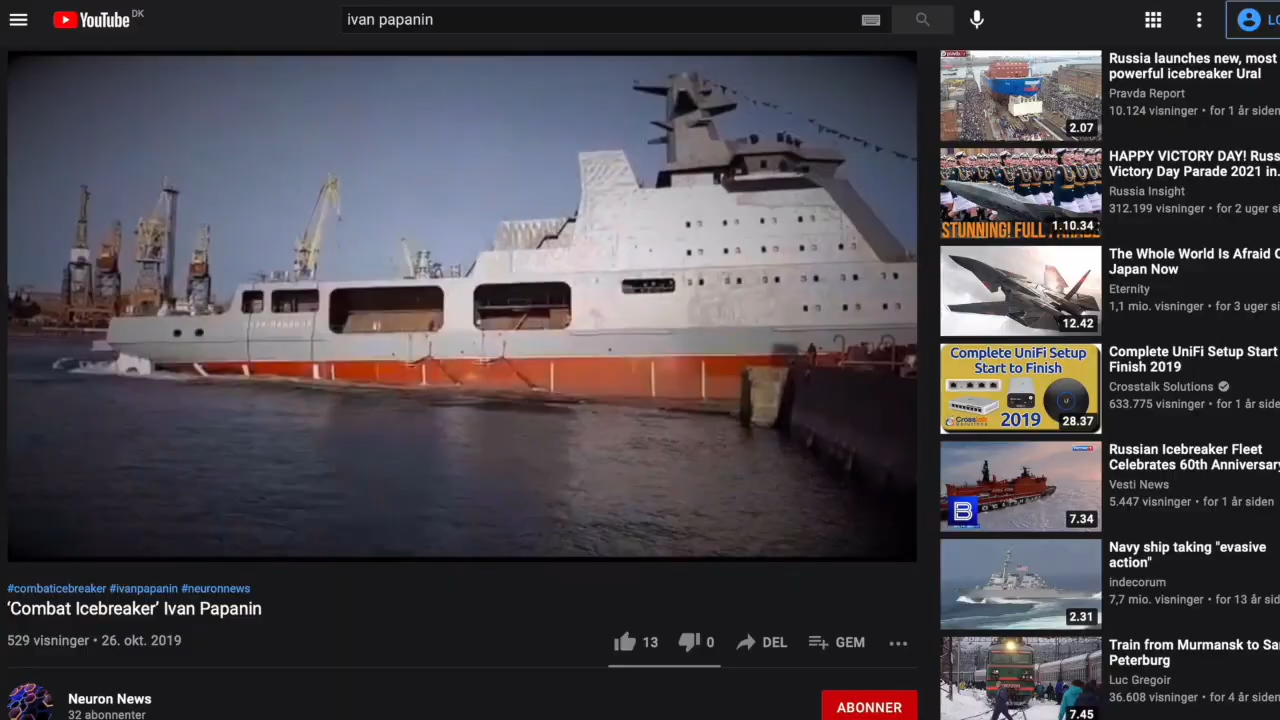 YouTube DK
ivan papanin
#combaticebreaker #ivanpapanin #neuronnews
‘Combat Icebreaker’ Ivan Papanin
529 visninger • 26. okt. 2019
13
0
DEL
GEM
Neuron News
32 abonnenter
ABONNER
2.07
Russia launches new, most
powerful icebreaker Ural
Pravda Report
10.124 visninger • for 1 år siden
STUNNING! FULL PARADE
1.10.34
HAPPY VICTORY DAY! Russ
Victory Day Parade 2021 in..
Russia Insight
312.199 visninger • for 2 uger si
12.42
The Whole World Is Afraid O
Japan Now
Eternity
1,1 mio. visninger • for 3 uger si
Complete UniFi Setup
Start to Finish
2019
28.37
Complete UniFi Setup Start
Finish 2019
Crosstalk Solutions
633.775 visninger • for 1 år side
B
7.34
Russian Icebreaker Fleet
Celebrates 60th Anniversary
Vesti News
5.447 visninger • for 1 år siden
2.31
Navy ship taking "evasive
action"
indecorum
7,7 mio. visninger • for 13 år sid
7.45
Train from Murmansk to Sa
Peterburg
Luc Gregoir
36.608 visninger • for 4 år siden